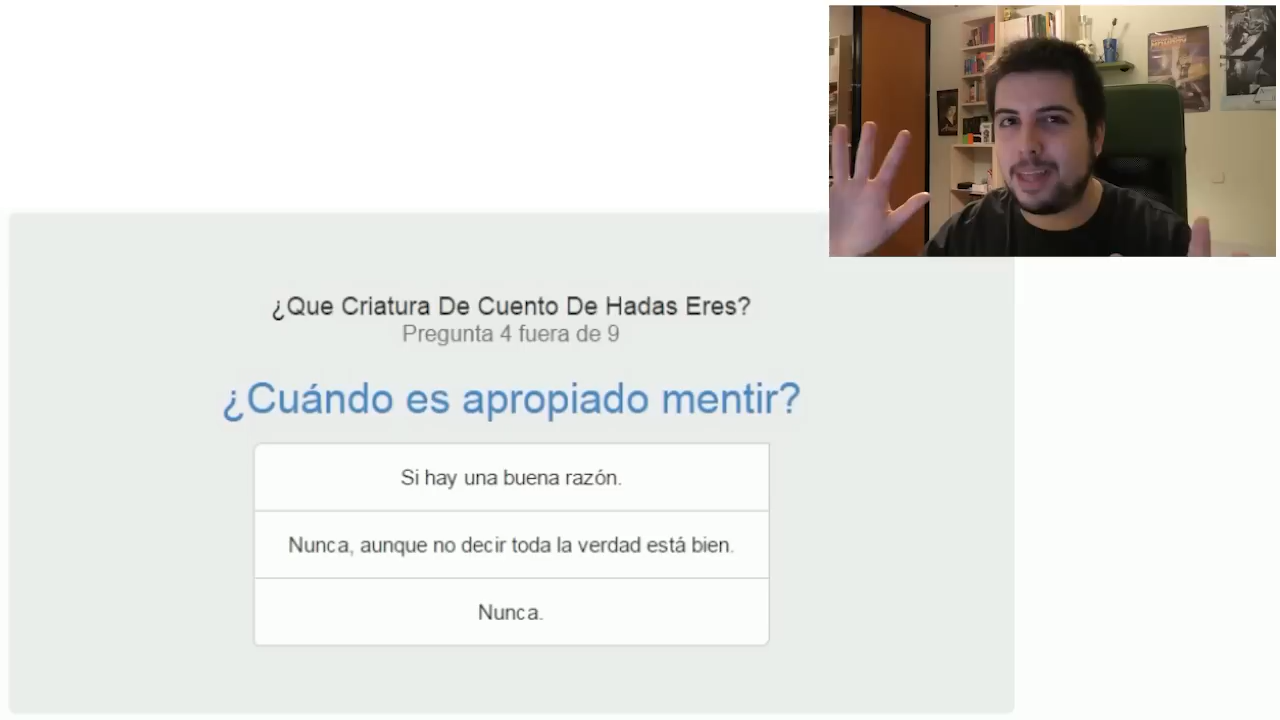 ¿Que Criatura De Cuento De Hadas Eres?
Pregunta 4 fuera de 9
¿Cuándo es apropiado mentir?
Si hay una buena razón.
Nunca, aunque no decir toda la verdad está bien.
Nunca.